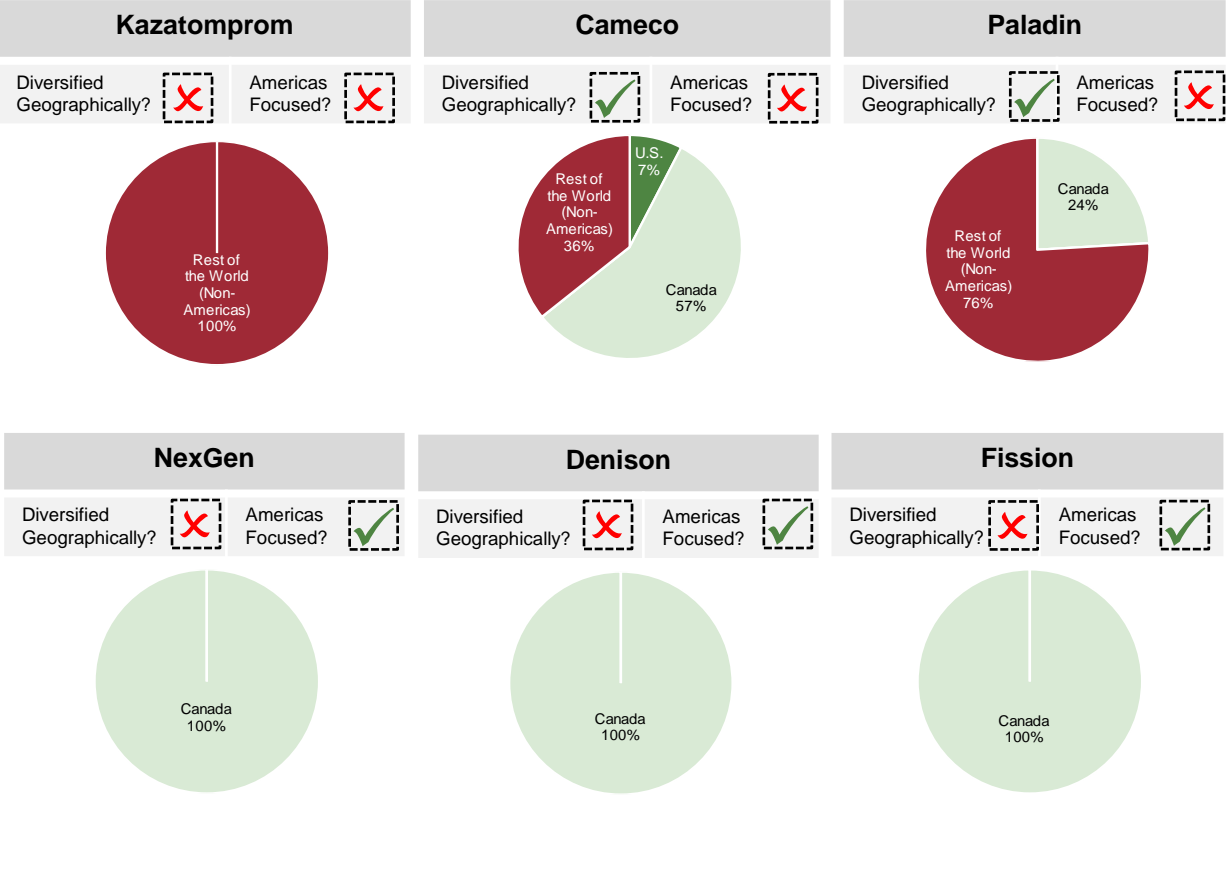 Kazatomprom
Diversified
Geographically?
Americas
Focused?
Rest of
the World
(Non-
Americas)
100%
Cameco
Diversified
Geographically?
Americas
Focused?
U.S.
7%
Rest of
the World
(Non-
Americas)
36%
Canada
57%
Paladin
Diversified
Geographically?
Americas
Focused?
Canada
24%
Rest of
the World
(Non-
Americas)
76%
NexGen
Diversified
Geographically?
Americas
Focused?
Canada
100%
Denison
Diversified
Geographically?
Americas
Focused?
Canada
100%
Fission
Diversified
Geographically?
Americas
Focused?
Canada
100%